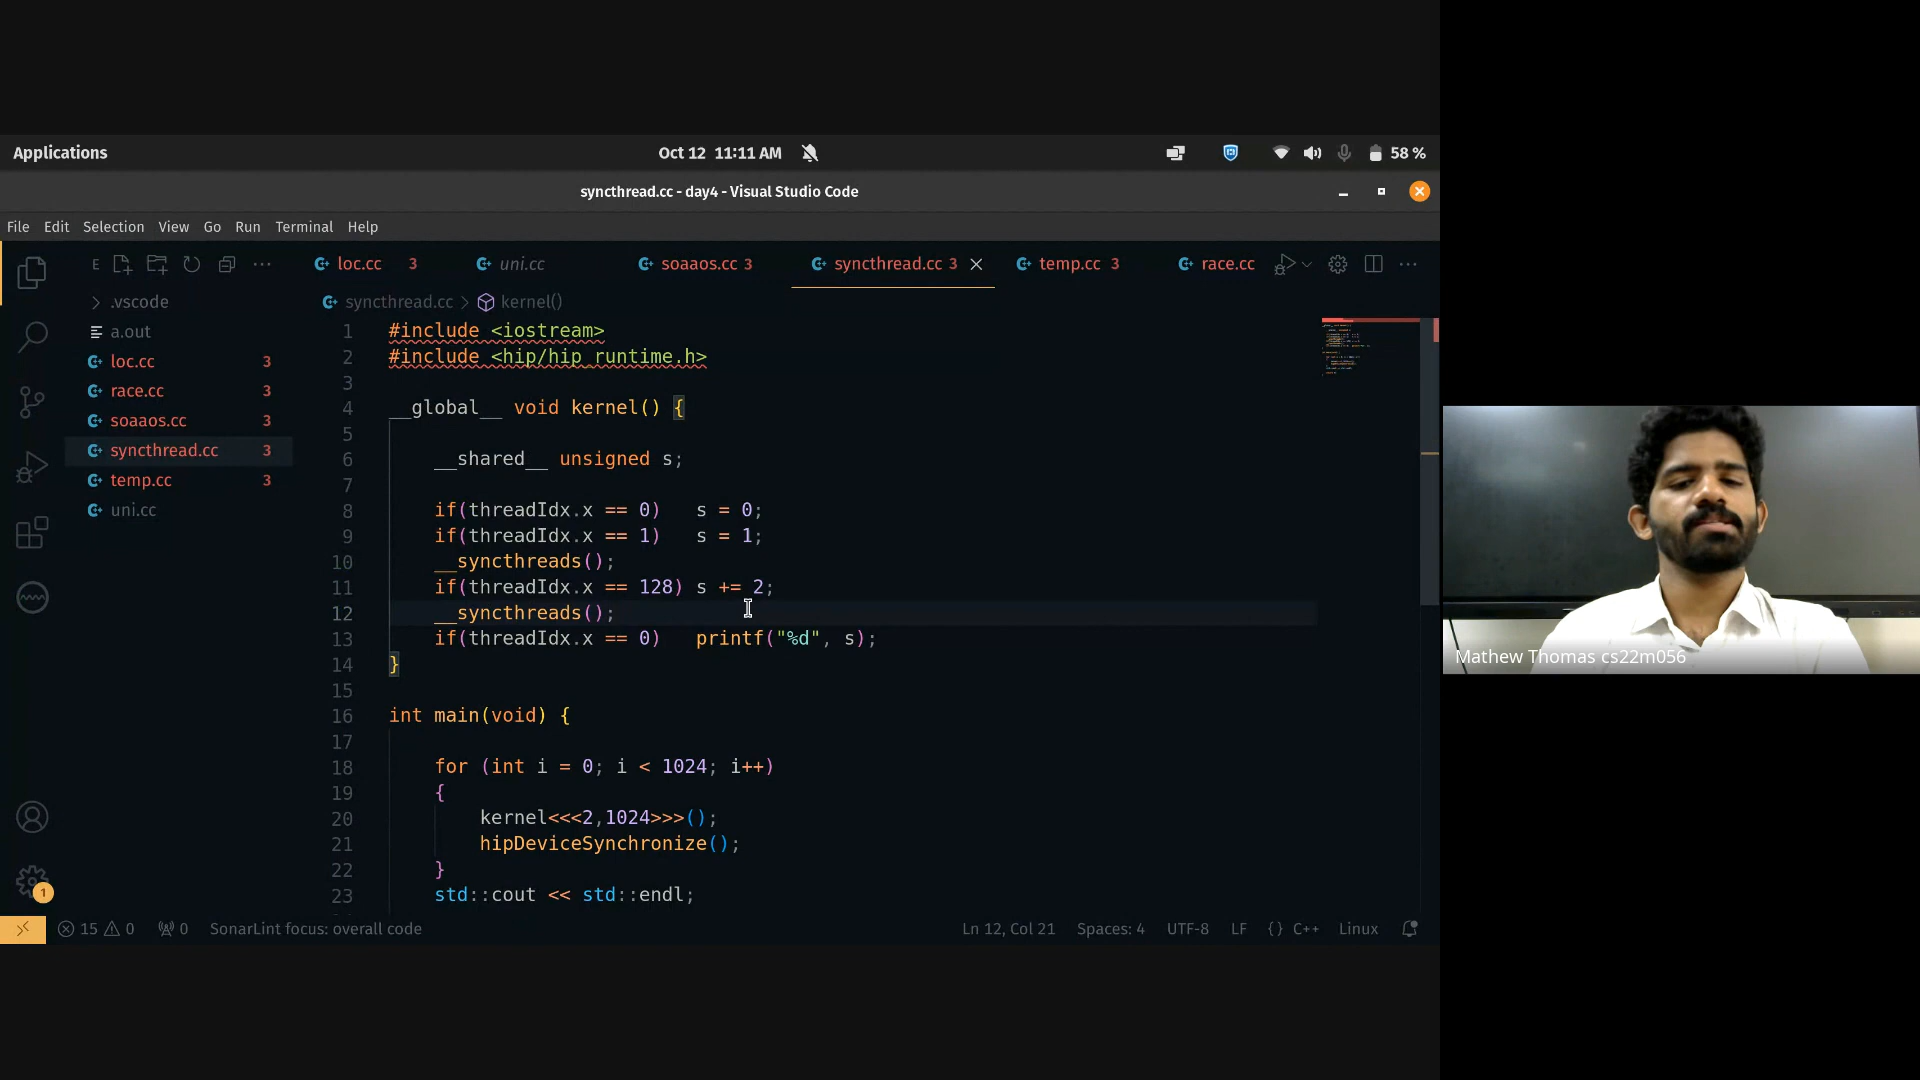 Applications
Oct 12 11:11 AM
58 %
syncthread.cc - day4 - Visual Studio Code
File Edit Selection View Go Run Terminal Help
E
loc.cc 3
uni.cc
soaaos.cc 3
syncthread.cc 3
temp.cc 3
race.cc
.vscode
a.out
loc.cc 3
race.cc 3
soaaos.cc 3
syncthread.cc 3
temp.cc 3
uni.cc
syncthread.cc > kernel()
1 #include <iostream>
2 #include <hip/hip_runtime.h>
3
4 __global__ void kernel() {
5
6 __shared__ unsigned s;
7
8 if(threadIdx.x == 0) s = 0;
9 if(threadIdx.x == 1) s = 1;
10 __syncthreads();
11 if(threadIdx.x == 128) s += 2;
12 __syncthreads();
13 if(threadIdx.x == 0) printf("%d", s);
14 }
15
16 int main(void) {
17
18 for (int i = 0; i < 1024; i++)
19 {
20 kernel<<<2,1024>>>();
21 hipDeviceSynchronize();
22 }
23 std::cout << std::endl;
1
15 0 0 SonarLint focus: overall code
Ln 12, Col 21 Spaces: 4 UTF-8 LF {} C++ Linux
Mathew Thomas cs22m056